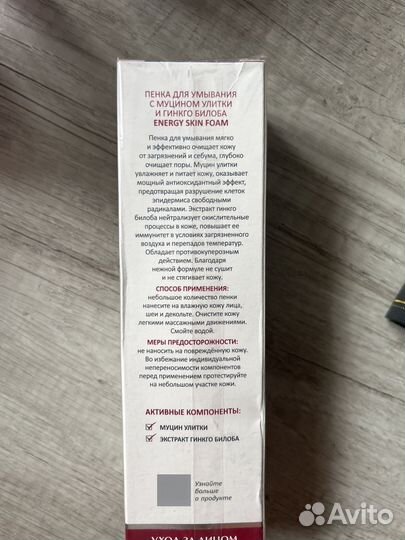 ПЕНКА ДЛЯ УМЫВАНИЯ
С МУЦИНОМ УЛИТКИ
И ГИНКГО БИЛОБА
ENERGY SKIN FOAM
Пенка для умывания мягко
и эффективно очищает кожу
от загрязнений и себума, глубоко
очищает поры. Муцин улитки
увлажняет и питает кожу, оказывает
мощный антиоксидантный эффект,
предотвращая разрушение клеток
эпидермиса свободными
радикалами. Экстракт гинкго
билоба нейтрализует окислительные
процессы в коже, повышает ее
иммунитет в условиях загрязненного
воздуха и перепадов температур.
Обладает противокуперозным
действием. Благодаря
нежной формуле не сушит
и не стягивает кожу.
СПОСОБ ПРИМЕНЕНИЯ:
небольшое количество пенки
нанесите на влажную кожу лица,
шеи и декольте. Очистите кожу
легкими массажными движениями.
Смойте водой.
МЕРЫ ПРЕДОСТОРОЖНОСТИ:
не наносить на повреждённую кожу.
Во избежание индивидуальной
непереносимости компонентов
перед применением протестируйте
на небольшом участке кожи.
АКТИВНЫЕ КОМПОНЕНТЫ:
МУЦИН УЛИТКИ
ЭКСТРАКТ ГИНКГО БИЛОБА
Узнайте
больше
о продукте
УХОД ЗА ЛИЦОМ
Avito